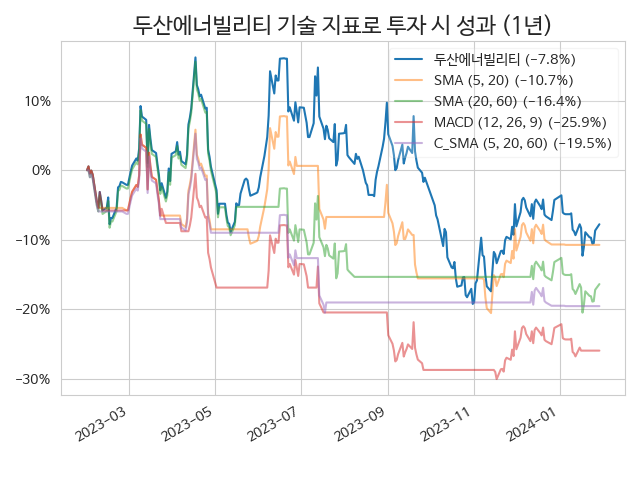 두산에너빌리티 기술 지표로 투자 시 성과 (1년)
두산에너빌리티 (−7.8%)
SMA (5, 20) (−10.7%)
SMA (20, 60) (−16.4%)
MACD (12, 26, 9) (−25.9%)
C_SMA (5, 20, 60) (−19.5%)
10%
0%
−10%
−20%
−30%
2023−03
2023−05
2023−07
2023−09
2023−11
2024−01